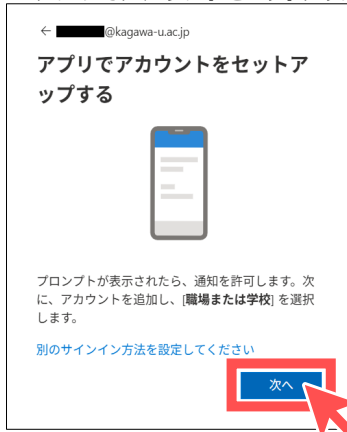 ← @kagawa-u.ac.jp
アプリでアカウントをセットア
ップする
プロンプトが表示されたら、通知を許可します。次
に、アカウントを追加し、[職場または学校] を選択
します。
別のサインイン方法を設定してください
次へ